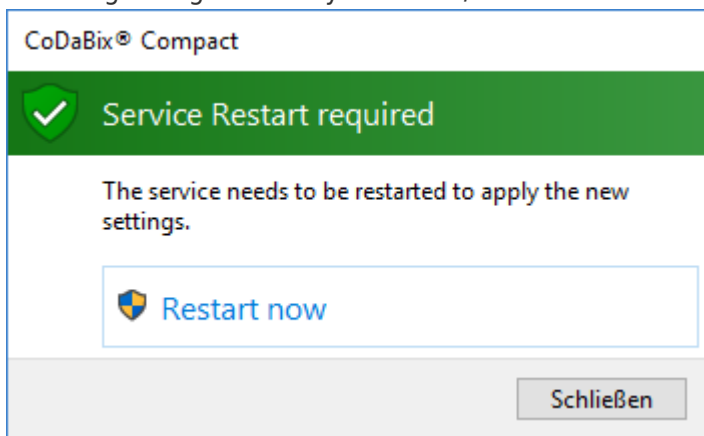 CoDaBix® Compact
Service Restart required
The service needs to be restarted to apply the new
settings.
Restart now
Schließen